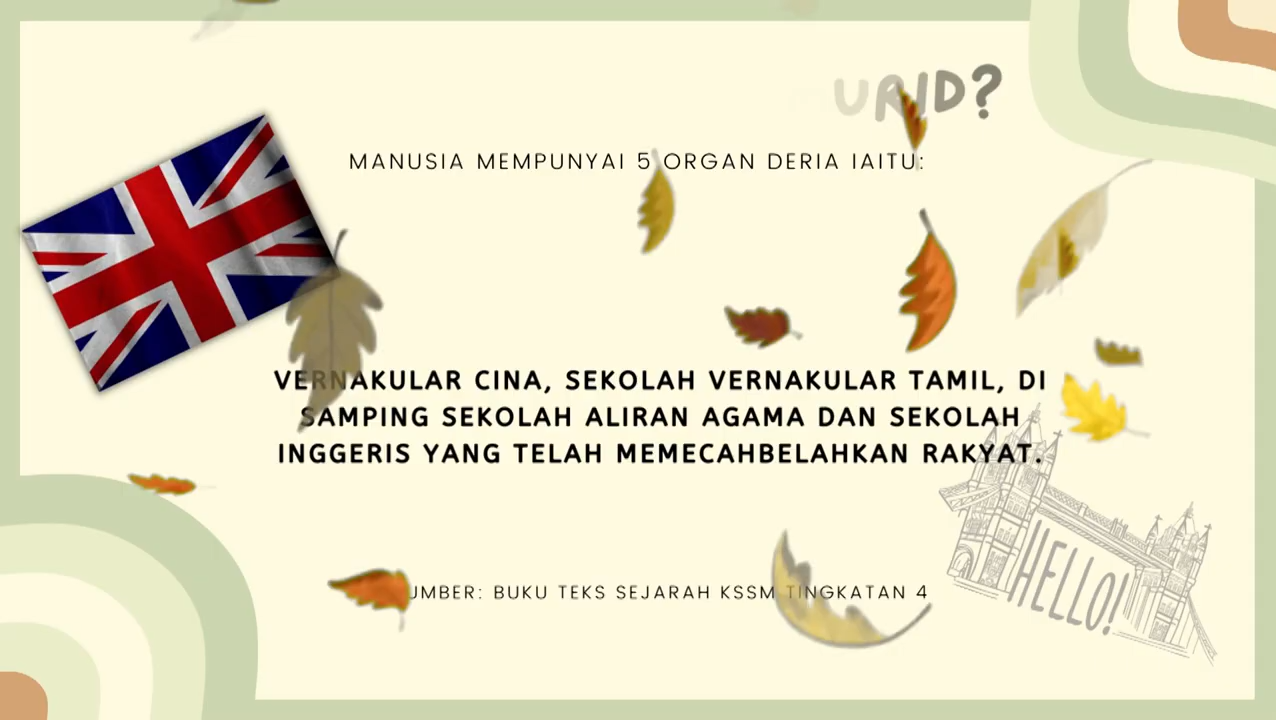 URID?
MANUSIA MEMPUNYAI 5 ORGAN DERIA IAITU:
VERNAKULAR CINA, SEKOLAH VERNAKULAR TAMIL, DI
SAMPING SEKOLAH ALIRAN AGAMA DAN SEKOLAH
INGGERIS YANG TELAH MEMECAHBELAHKAN RAKYAT.
UMBER: BUKU TEKS SEJARAH KSSM TINGKATAN 4
HELLO!